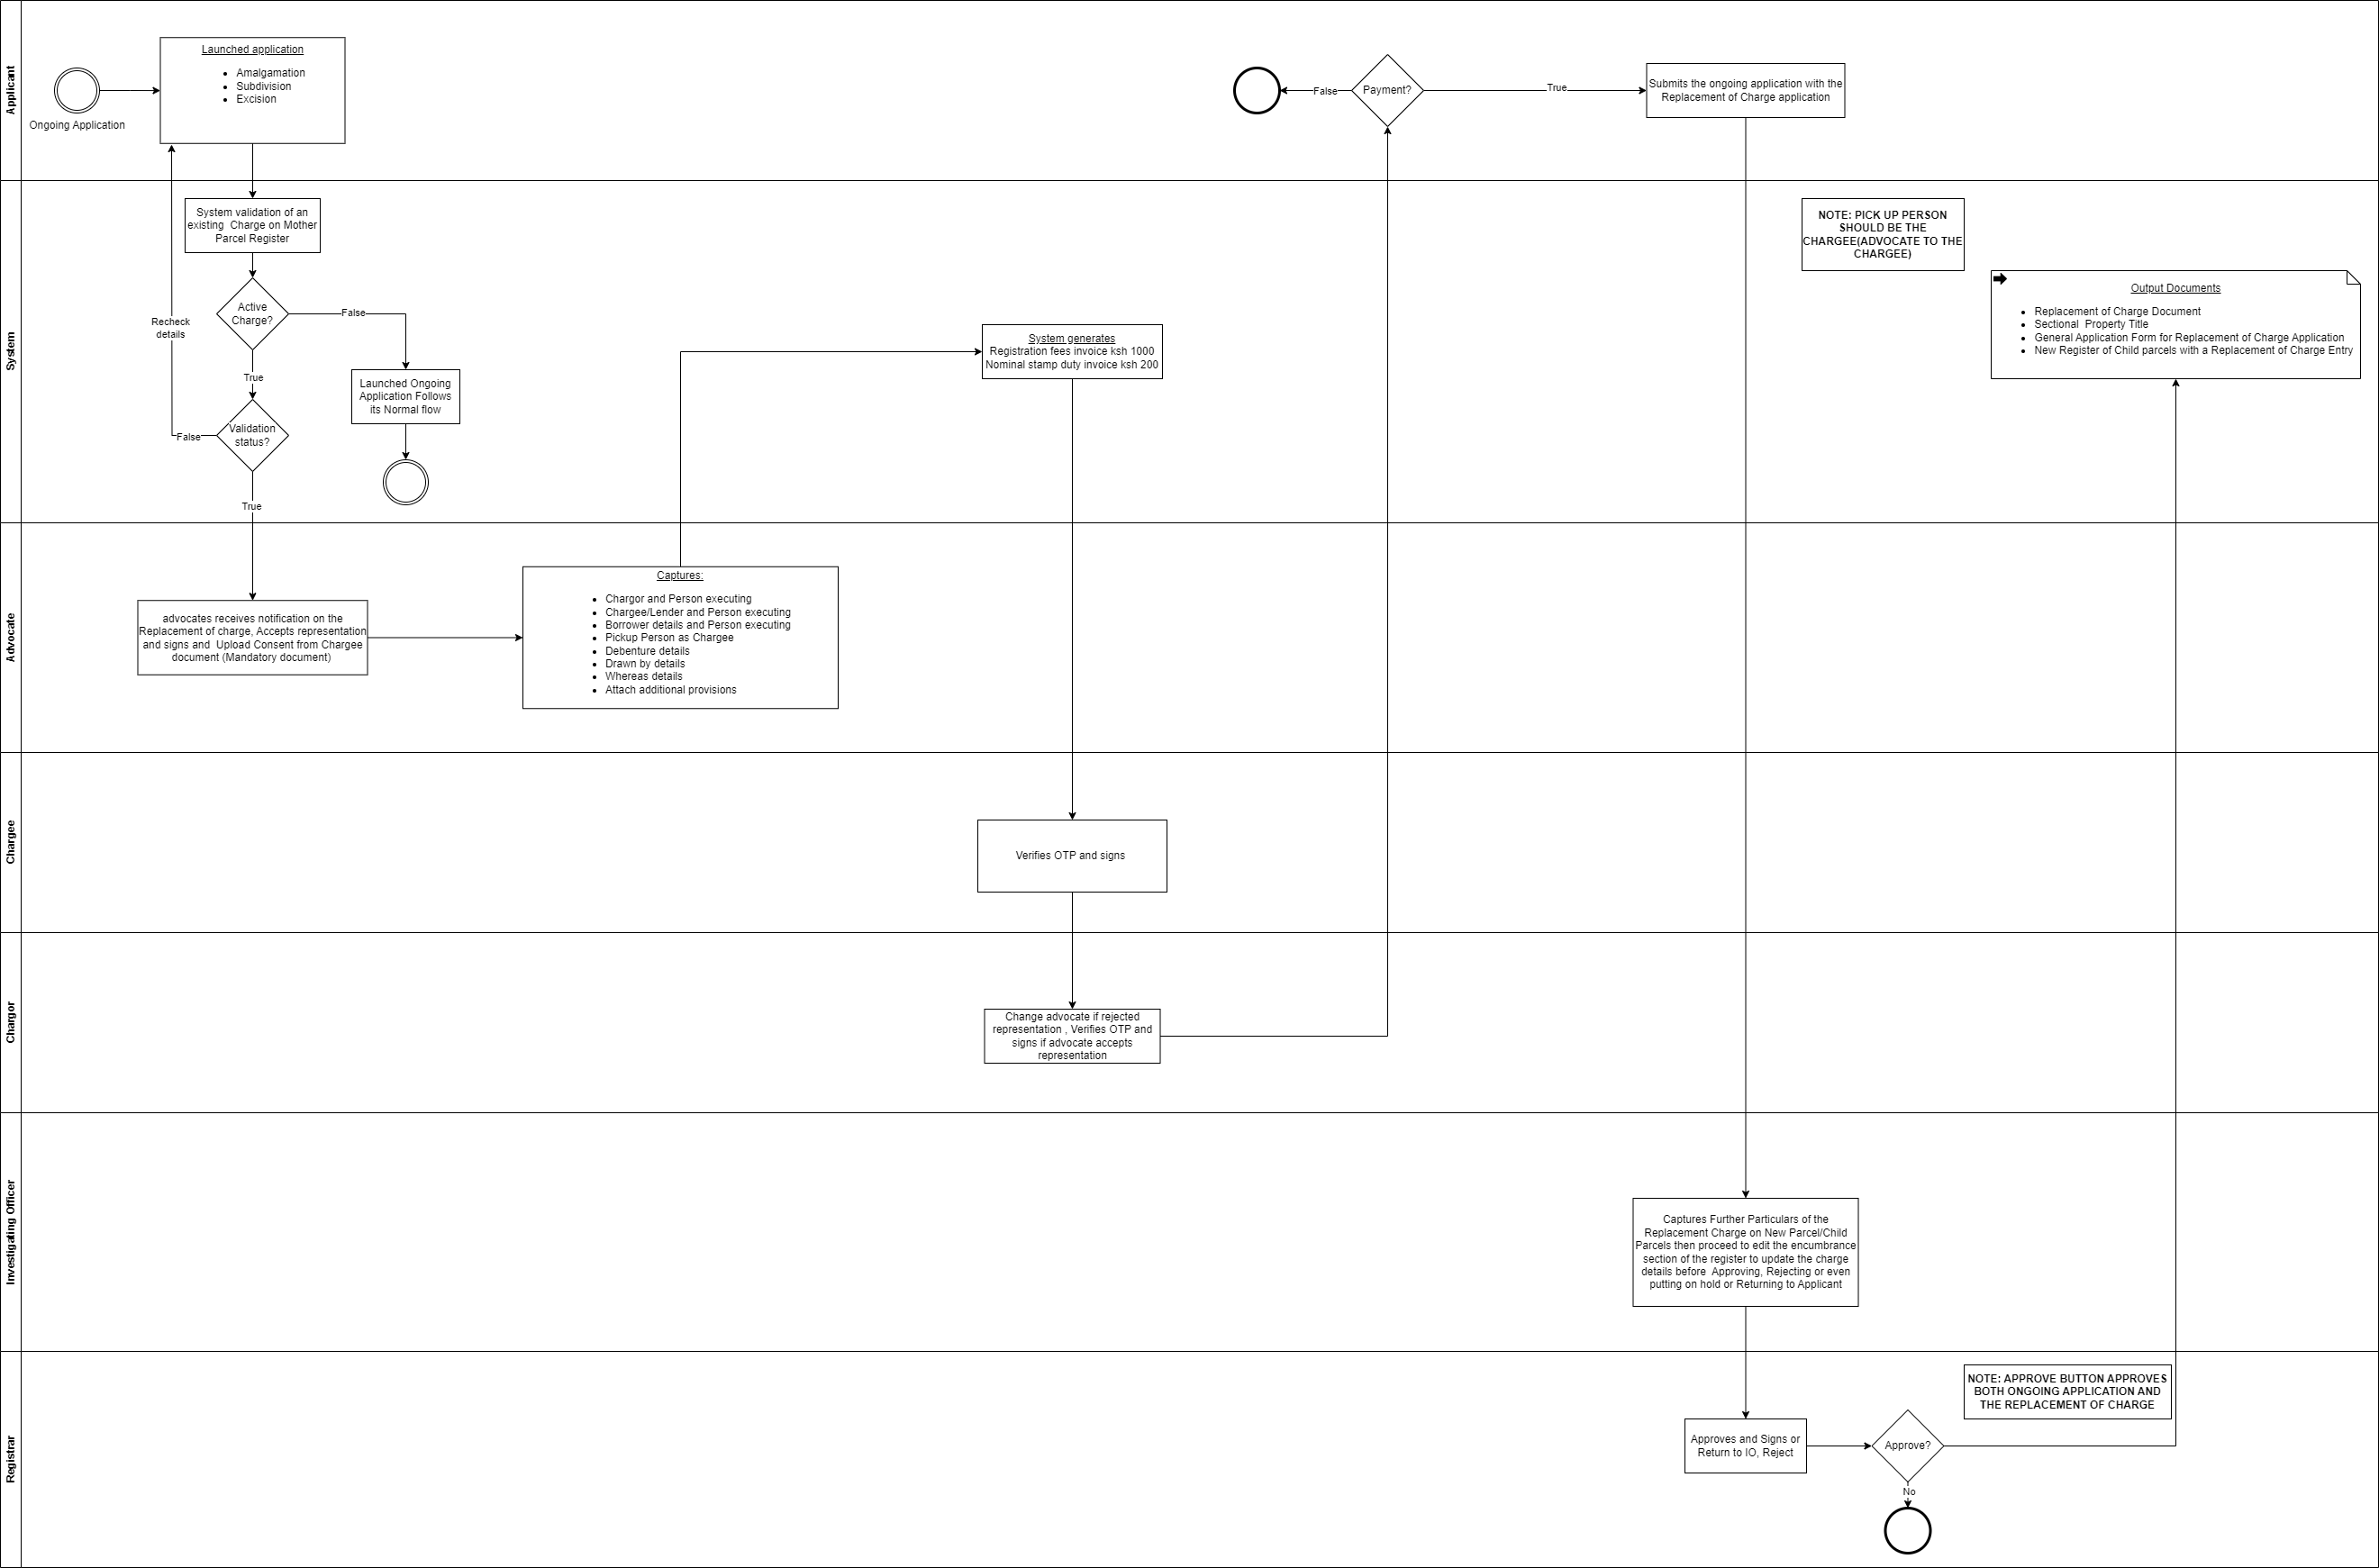 Applicant
Ongoing Application
Launched application
Amalgamation
Subdivision
Excision
False
Payment?
True
Submits the ongoing application with the
Replacement of Charge application
System
System validation of an
existing Charge on Mother
Parcel Register
Active
Charge?
False
Recheck
details
True
Launched Ongoing
Application Follows
its Normal flow
Validation
status?
False
True
System generates
Registration fees invoice ksh 1000
Nominal stamp duty invoice ksh 200
NOTE: PICK UP PERSON
SHOULD BE THE
CHARGEE(ADVOCATE TO THE
CHARGEE)
Output Documents
Replacement of Charge Document
Sectional Property Title
General Application Form for Replacement of Charge Application
New Register of Child parcels with a Replacement of Charge Entry
Advocate
advocates receives notification on the
Replacement of charge, Accepts representation
and signs and Upload Consent from Chargee
document (Mandatory document)
Captures:
Chargor and Person executing
Chargee/Lender and Person executing
Borrower details and Person executing
Pickup Person as Chargee
Debenture details
Drawn by details
Whereas details
Attach additional provisions
Chargee
Verifies OTP and signs
Chargor
Change advocate if rejected
representation , Verifies OTP and
signs if advocate accepts
representation
Investigating Officer
Captures Further Particulars of the
Replacement Charge on New Parcel/Child
Parcels then proceed to edit the encumbrance
section of the register to update the charge
details before Approving, Rejecting or even
putting on hold or Returning to Applicant
Registrar
Approves and Signs or
Return to IO, Reject
Approve?
No
NOTE: APPROVE BUTTON APPROVES
BOTH ONGOING APPLICATION AND
THE REPLACEMENT OF CHARGE